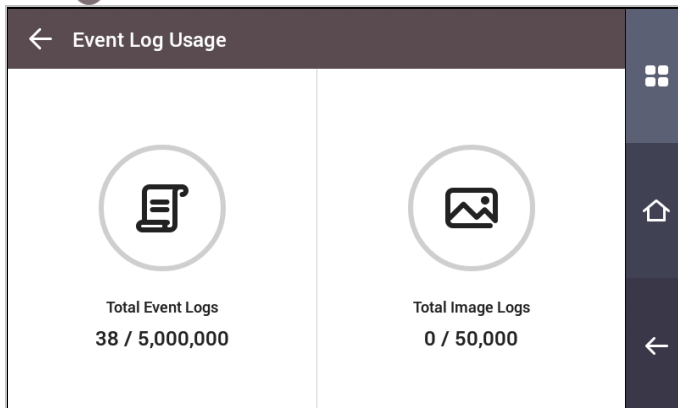 Event Log Usage
Total Event Logs
38 / 5,000,000
Total Image Logs
0 / 50,000